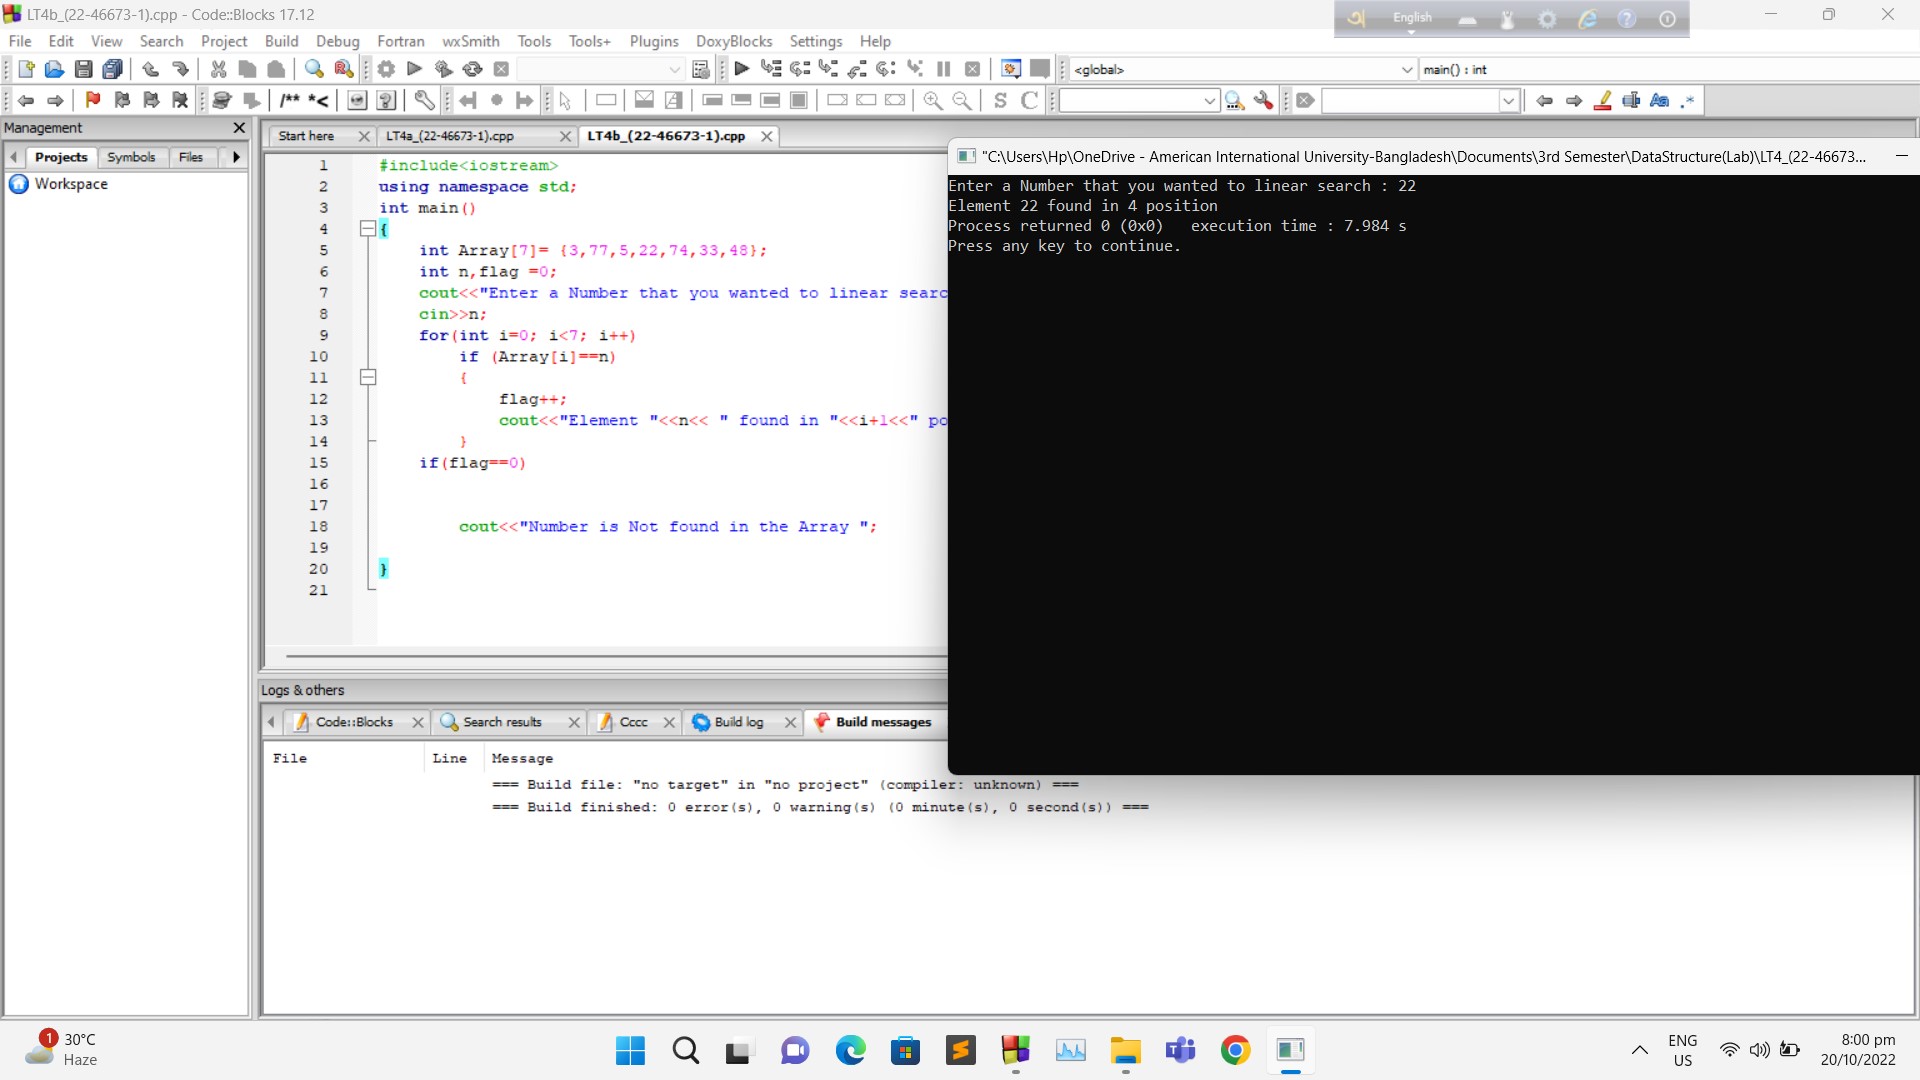 LT4b_(22-46673-1).cpp - Code::Blocks 17.12
English
File Edit View Search Project Build Debug Fortran wxSmith Tools Tools+ Plugins DoxyBlocks Settings Help
<global>
main() : int
/** *<
S C
Management
Projects Symbols Files
Workspace
Start here LT4a_(22-46673-1).cpp LT4b_(22-46673-1).cpp
1 #include<iostream>
2 using namespace std;
3 int main()
4 {
5 int Array[7]= {3,77,5,22,74,33,48};
6 int n,flag =0;
7 cout<<"Enter a Number that you wanted to linear searc
8 cin>>n;
9 for(int i=0; i<7; i++)
10 if (Array[i]==n)
11 {
12 flag++;
13 cout<<"Element "<<n<< " found in "<<i+1<<" po
14 }
15 if(flag==0)
16
17
18 cout<<"Number is Not found in the Array ";
19
20 }
21
"C:\Users\Hp\OneDrive - American International University-Bangladesh\Documents\3rd Semester\DataStructure(Lab)\LT4_(22-46673...
Enter a Number that you wanted to linear search : 22
Element 22 found in 4 position
Process returned 0 (0x0) execution time : 7.984 s
Press any key to continue.
Logs & others
Code::Blocks Search results Cccc Build log Build messages
File Line Message
=== Build file: "no target" in "no project" (compiler: unknown) ===
=== Build finished: 0 error(s), 0 warning(s) (0 minute(s), 0 second(s)) ===
1
30°C
Haze
ENG
US
8:00 pm
20/10/2022